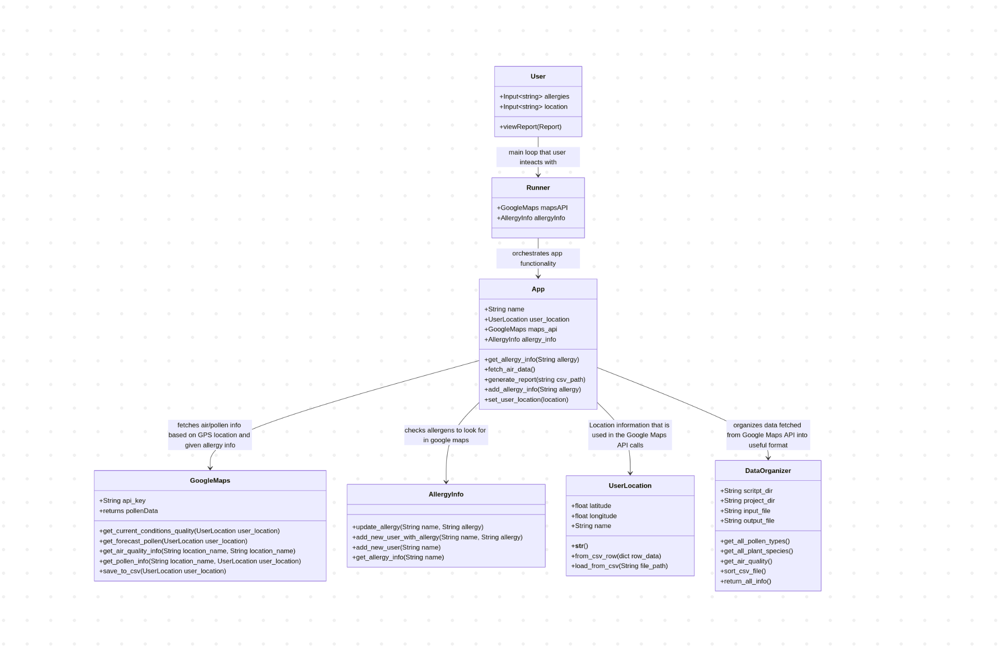 User
+Input<string> allergies
+Input<string> location
+viewReport(Report)
main loop that user
inteacts with
Runner
+GoogleMaps mapsAPI
+AllergyInfo allergyInfo
orchestrates app
functionality
App
+String name
+UserLocation user_location
+GoogleMaps maps_api
+AllergyInfo allergy_info
+get_allergy_info(String allergy)
+fetch_air_data()
+generate_report(string csv_path)
+add_allergy_info(String allergy)
+set_user_location(location)
fetches air/pollen info
based on GPS location and
given allergy info
checks allergens to look for
in google maps
Location information that is
used in the Google Maps
API calls
organizes data fetched
from Google Maps API into
useful format
GoogleMaps
+String api_key
+returns pollenData
+get_current_conditions_quality(UserLocation user_location)
+get_forecast_pollen(UserLocation user_location)
+get_air_quality_info(String location_name, String location_name)
+get_pollen_info(String location_name, UserLocation user_location)
+save_to_csv(UserLocation user_location)
AllergyInfo
+update_allergy(String name, String allergy)
+add_new_user_with_allergy(String name, String allergy)
+add_new_user(String name)
+get_allergy_info(String name)
UserLocation
+float latitude
+float longitude
+String name
+str()
+from_csv_row(dict row_data)
+load_from_csv(String file_path)
DataOrganizer
+String scritpt_dir
+String project_dir
+String input_file
+String output_file
+get_all_pollen_types()
+get_all_plant_species()
+get_air_quality()
+sort_csv_file()
+return_all_info()